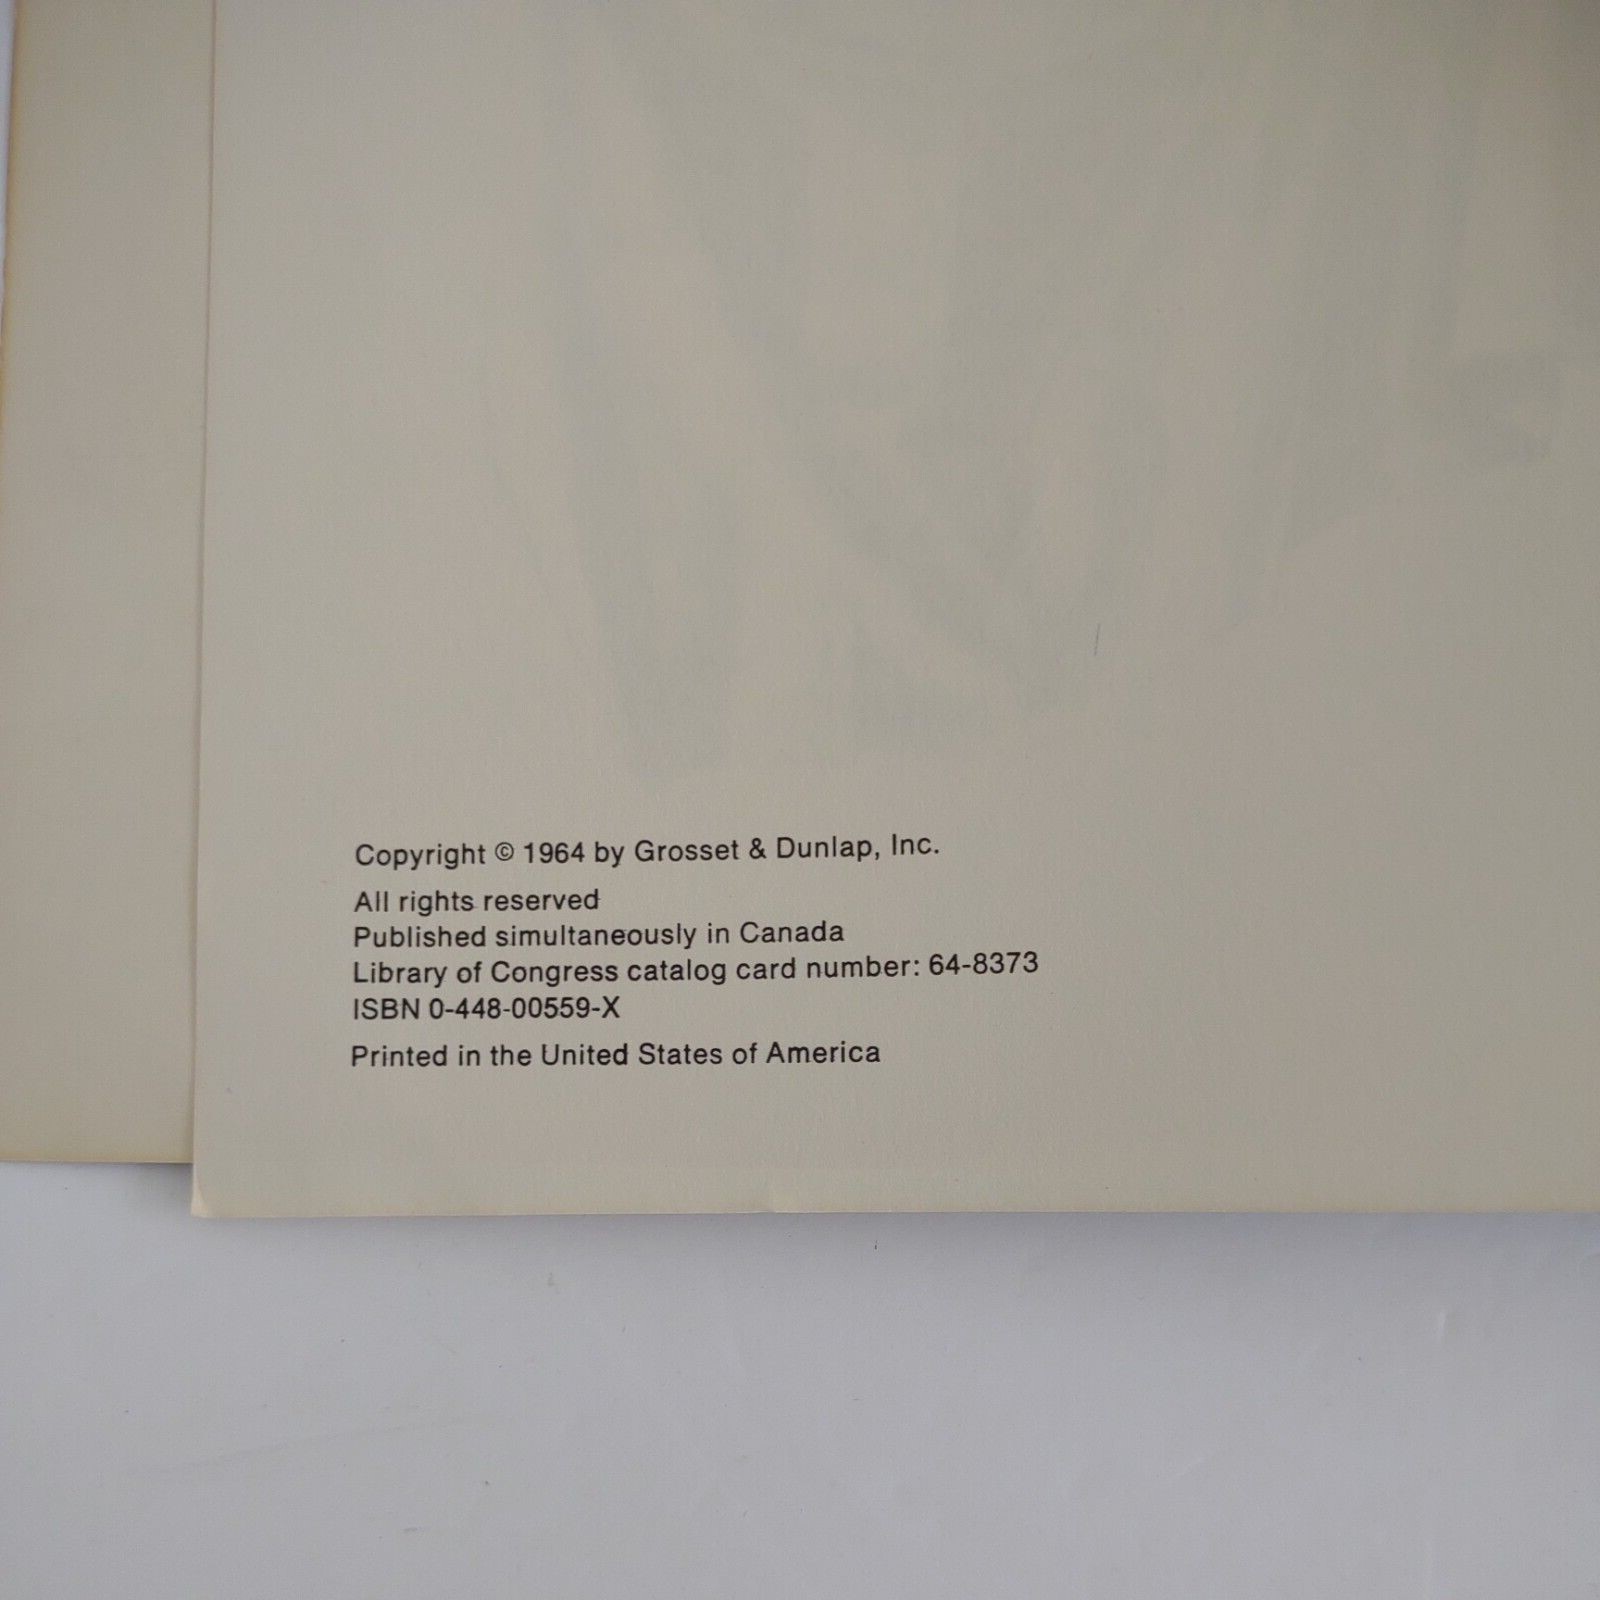 Copyright © 1964 by Grosset & Dunlap, Inc.
All rights reserved
Published simultaneously in Canada
Library of Congress catalog card number: 64-8373
ISBN 0-448-00559-X
Printed in the United States of America